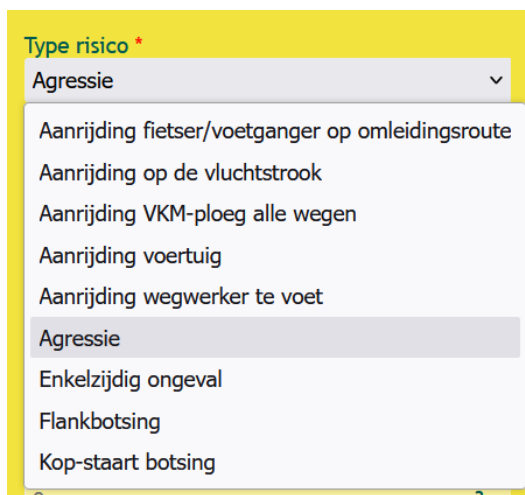 Type risico *
Agressie
Aanrijding fietser/voetganger op omleidingsroute
Aanrijding op de vluchtstrook
Aanrijding VKM-ploeg alle wegen
Aanrijding voertuig
Aanrijding wegwerker te voet
Agressie
Enkelzijdig ongeval
Flankbotsing
Kop-staart botsing